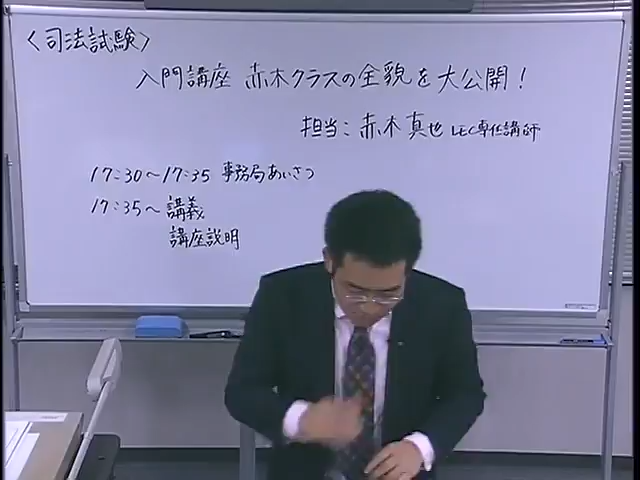 〈司法試験〉
入門講座 赤木クラスの全貌を大公開！
担当：赤木真也 LEC専任講師
17:30～17:35 事務局あいさつ
17:35～ 講義
講座説明